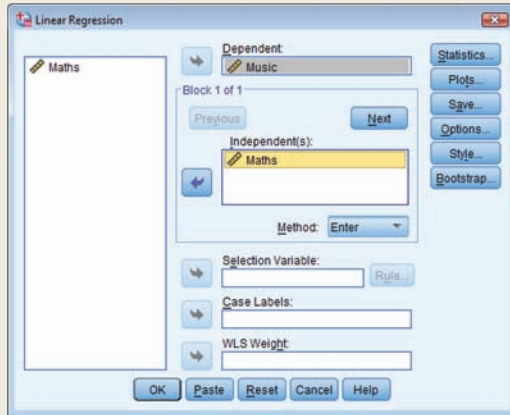 Linear Regression
Maths
Dependent:
Music
Block 1 of 1
Previous
Next
Independent(s):
Maths
Method: Enter
Selection Variable:
Rule...
Case Labels:
WLS Weight:
Statistics...
Plots...
Save...
Options...
Style...
Bootstrap...
OK Paste Reset Cancel Help